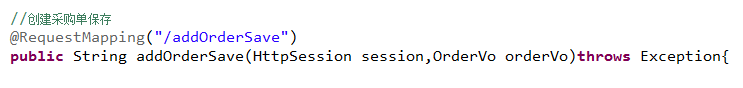 //创建采购单保存
@RequestMapping("/addOrderSave")
public String addOrderSave(HttpSession session,OrderVo orderVo)throws Exception{